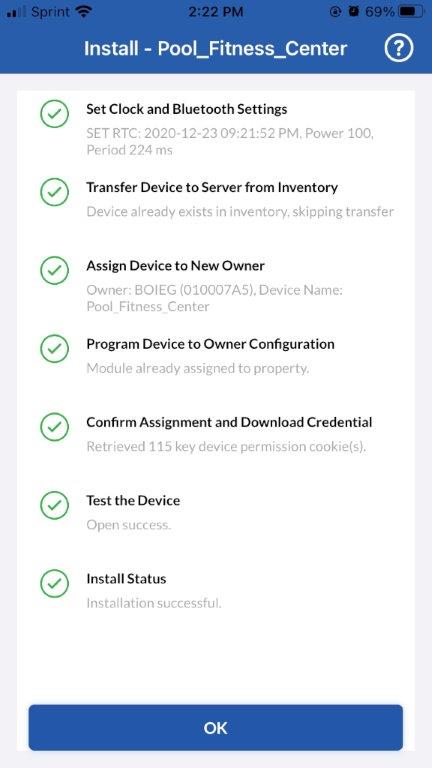 Sprint 2:22 PM 69%
Install - Pool_Fitness_Center ?
Set Clock and Bluetooth Settings
SET RTC: 2020-12-23 09:21:52 PM, Power 100,
Period 224 ms
Transfer Device to Server from Inventory
Device already exists in inventory, skipping transfer
Assign Device to New Owner
Owner: BOIEG (010007A5), Device Name:
Pool_Fitness_Center
Program Device to Owner Configuration
Module already assigned to property.
Confirm Assignment and Download Credential
Retrieved 115 key device permission cookie(s).
Test the Device
Open success.
Install Status
Installation successful.
OK